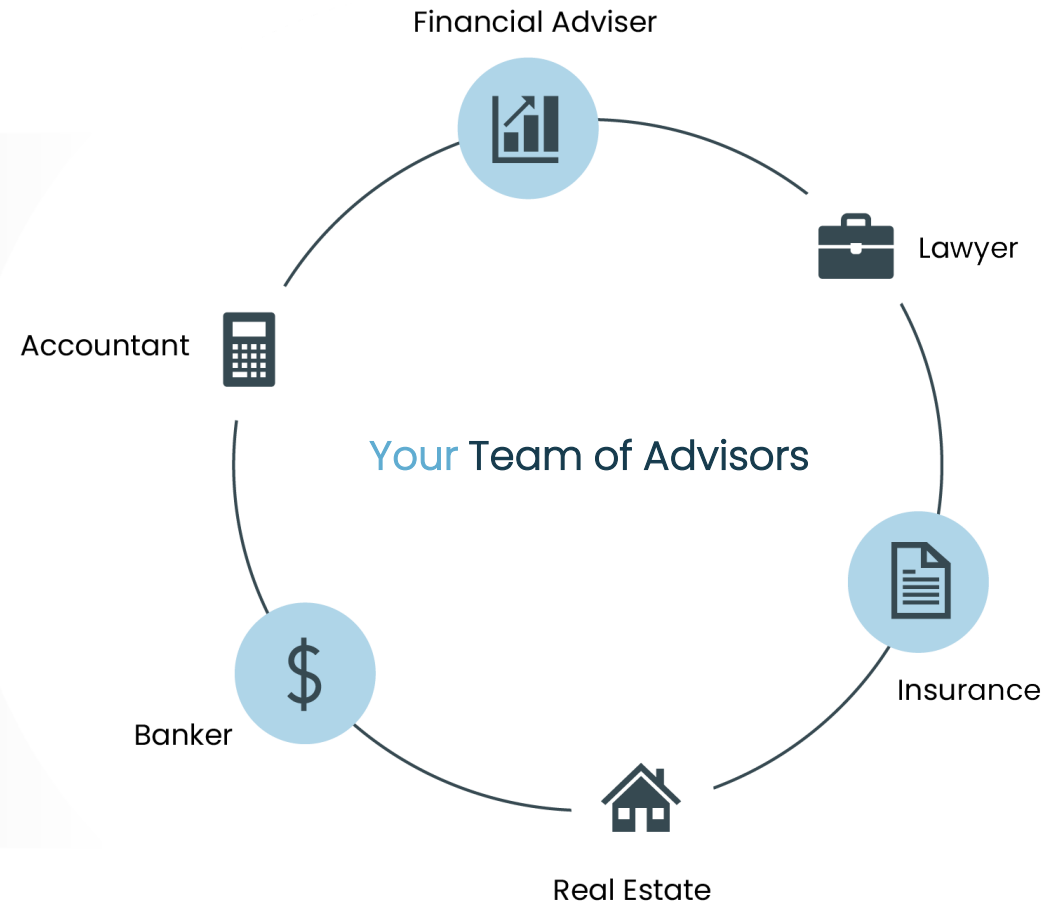 Financial Adviser
Lawyer
Accountant
Your Team of Advisors
Insurance
Banker
Real Estate